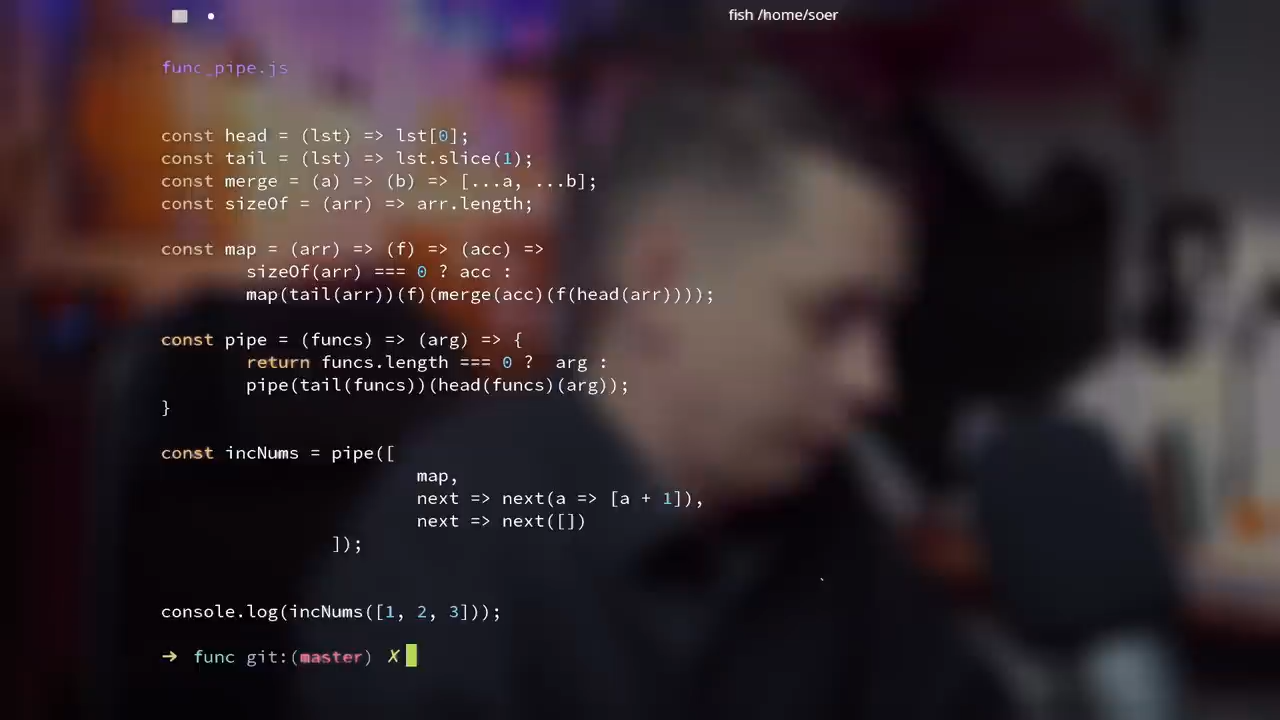 fish /home/soer
func_pipe.js
const head = (lst) => lst[0];
const tail = (lst) => lst.slice(1);
const merge = (a) => (b) => [...a, ...b];
const sizeOf = (arr) => arr.length;
const map = (arr) => (f) => (acc) =>
sizeOf(arr) === 0 ? acc :
map(tail(arr))(f)(merge(acc)(f(head(arr))));
const pipe = (funcs) => (arg) => {
return funcs.length === 0 ?  arg :
pipe(tail(funcs))(head(funcs)(arg));
}
const incNums = pipe([
map,
next => next(a => [a + 1]),
next => next([])
]);
console.log(incNums([1, 2, 3]));
→ func git:(master) ✗